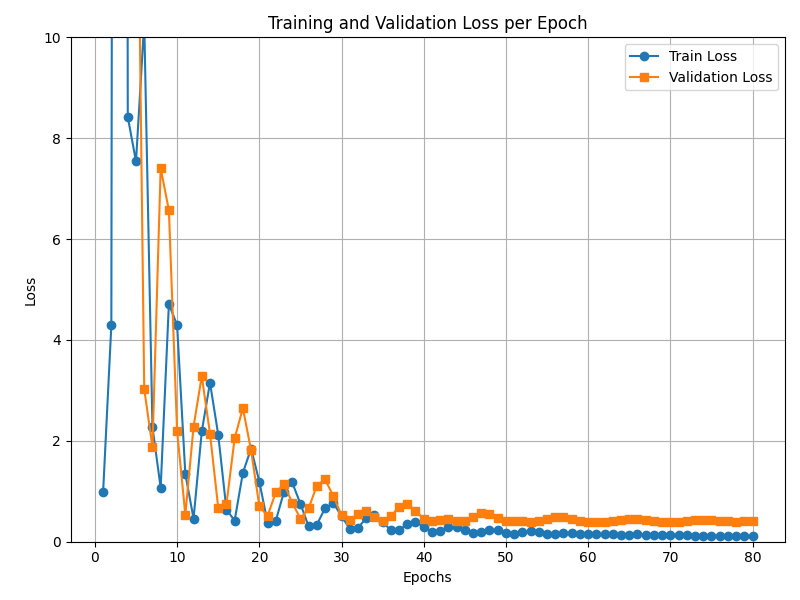 Training and Validation Loss per Epoch
Train Loss
Validation Loss
Loss
10
8
6
4
2
0
0 10 20 30 40 50 60 70 80
Epochs